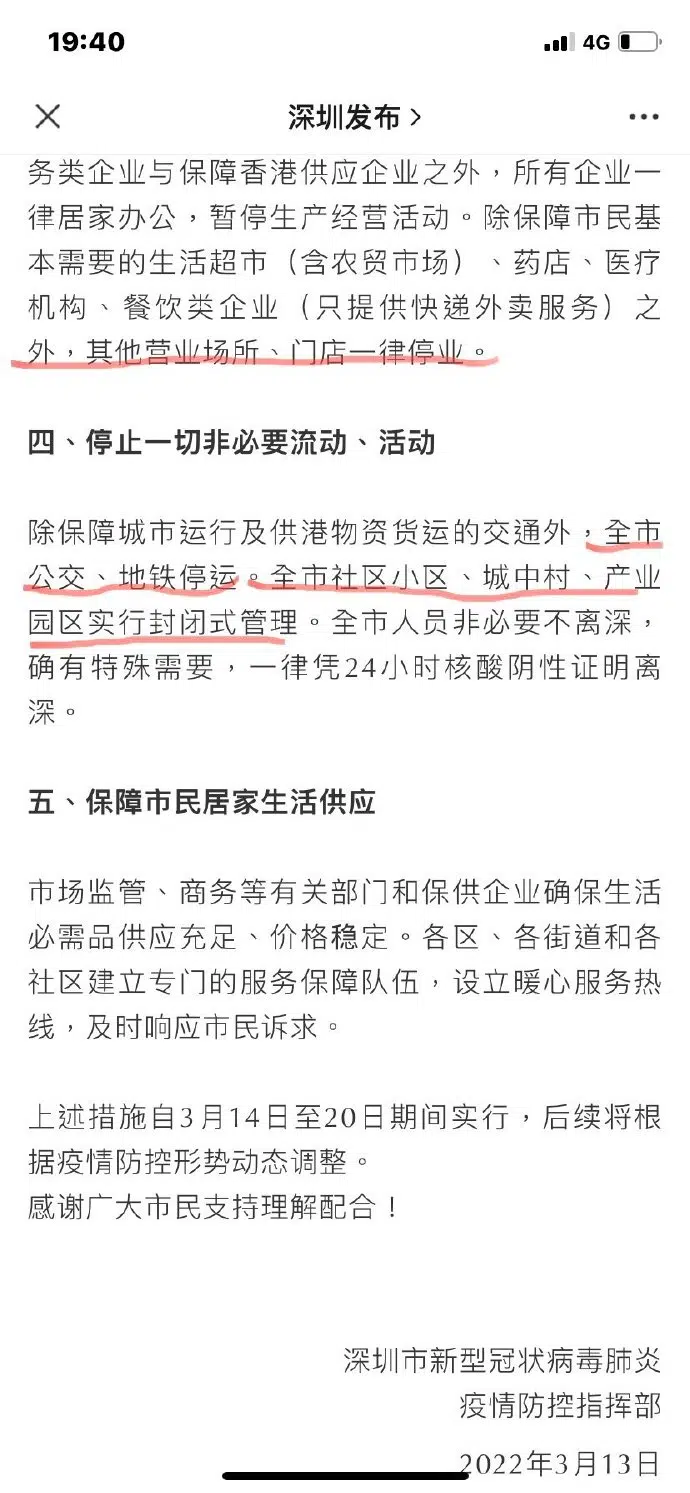 19:40
4G
深圳发布
务类企业与保障香港供应企业之外，所有企业一
律居家办公，暂停生产经营活动。除保障市民基
本需要的生活超市（含农贸市场）、药店、医疗
机构、餐饮类企业（只提供快递外卖服务）之
外，其他营业场所、门店一律停业。
四、停止一切非必要流动、活动
除保障城市运行及供港物资货运的交通外，全市
公交、地铁停运。全市社区小区、城中村、产业
园区实行封闭式管理。全市人员非必要不离深，
确有特殊需要，一律凭24小时核酸阴性证明离
深。
五、保障市民居家生活供应
市场监管、商务等有关部门和保供企业确保生活
必需品供应充足、价格稳定。各区、各街道和各
社区建立专门的服务保障队伍，设立暖心服务热
线，及时响应市民诉求。
上述措施自3月14日至20日期间实行，后续将根
据疫情防控形势动态调整。
感谢广大市民支持理解配合！
深圳市新型冠状病毒肺炎
疫情防控指挥部
2022年3月13日